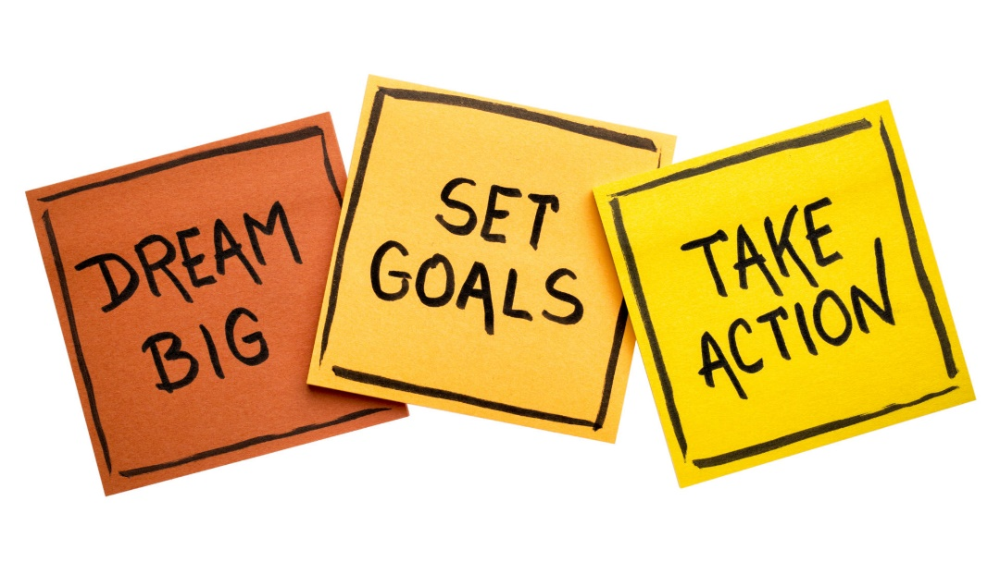 DREAM
BIG
SET
GOALS
TAKE
ACTION